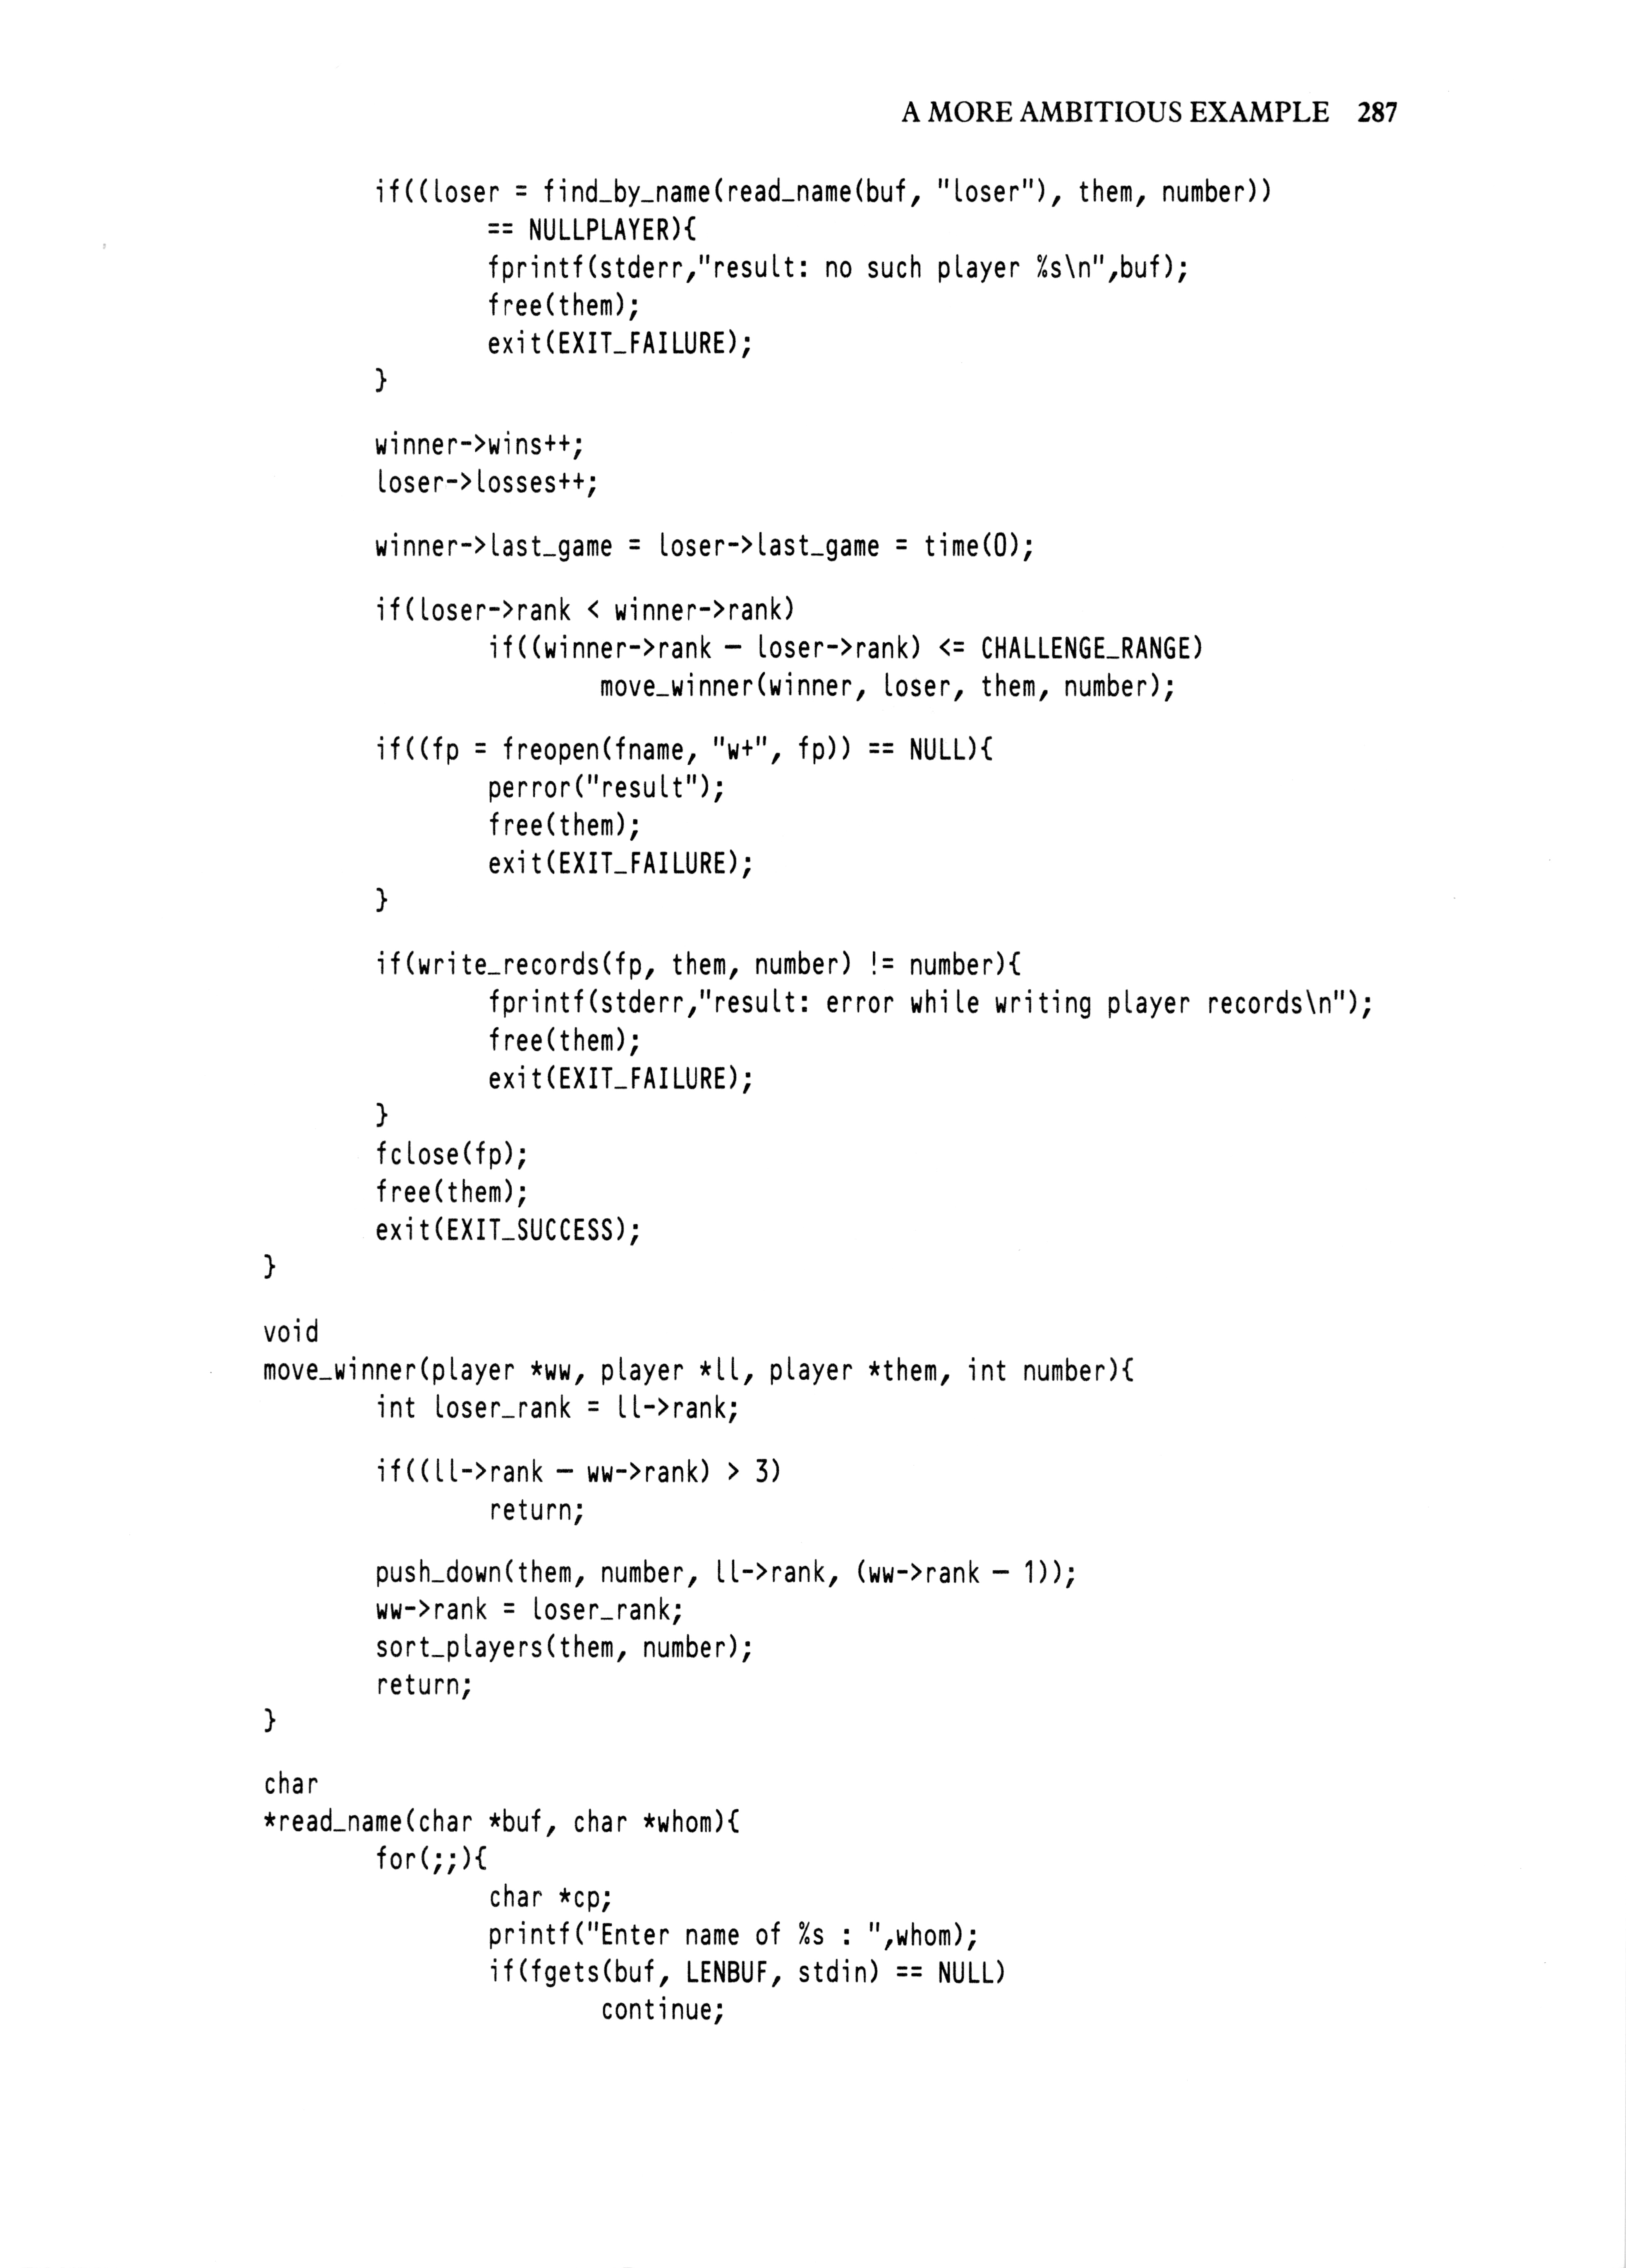 A MORE AMBITIOUS EXAMPLE 287
if((loser = find_by_name(read_name(buf, "loser"), them, number))
== NULLPLAYER){
fprintf(stderr,"result: no such player %s\n",buf);
free(them);
exit(EXIT_FAILURE);
}
winner->wins++;
loser->losses++;
winner->last_game = loser->last_game = time(0);
if(loser->rank < winner->rank)
if((winner->rank — loser->rank) <= CHALLENGE_RANGE)
move_winner(winner, loser, them, number);
if((fp = freopen(fname, "w+", fp)) == NULL){
perror("result");
free(them);
exit(EXIT_FAILURE);
}
if(write_records(fp, them, number) != number){
fprintf(stderr,"result: error while writing player records\n");
free(them);
exit(EXIT_FAILURE);
}
fclose(fp);
free(them);
exit(EXIT_SUCCESS);
}
void
move_winner(player *ww, player *ll, player *them, int number){
int loser_rank = ll->rank;
if((ll->rank — ww->rank) > 3)
return;
push_down(them, number, ll->rank, (ww->rank — 1));
ww->rank = loser_rank;
sort_players(them, number);
return;
}
char
*read_name(char *buf, char *whom){
for(;;){
char *cp;
printf("Enter name of %s : ",whom);
if(fgets(buf, LENBUF, stdin) == NULL)
continue;